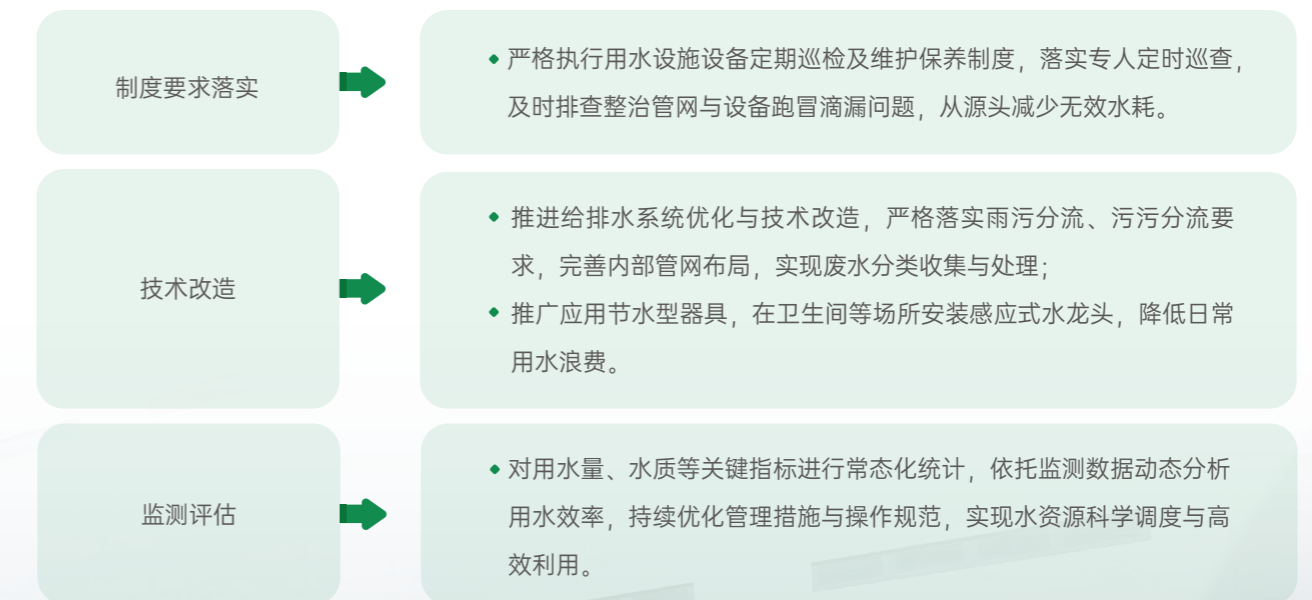 制度要求落实
严格执行用水设施设备定期巡检及维护保养制度，落实专人定时巡查，
及时排查整治管网与设备跑冒滴漏问题，从源头减少无效水耗。
技术改造
推进给排水系统优化与技术改造，严格落实雨污分流、污污分流要
求，完善内部管网布局，实现废水分类收集与处理；
推广应用节水型器具，在卫生间等场所安装感应式水龙头，降低日常
用水浪费。
监测评估
对用水量、水质等关键指标进行常态化统计，依托监测数据动态分析
用水效率，持续优化管理措施与操作规范，实现水资源科学调度与高
效利用。